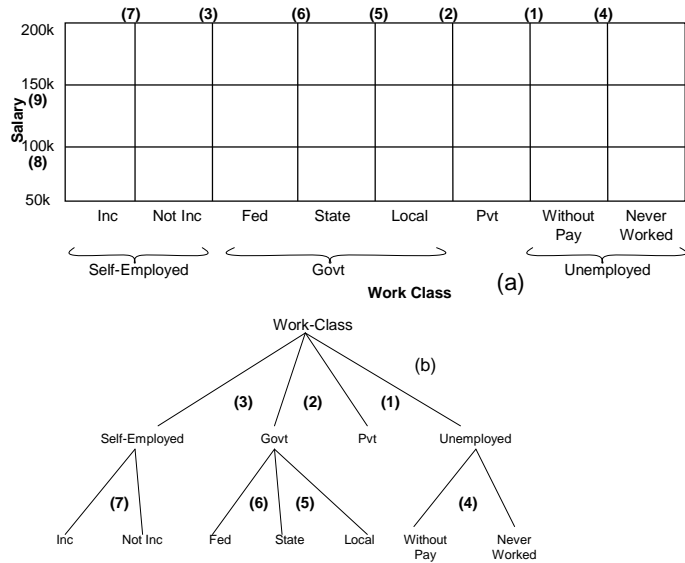 (7) (3) (6) (5) (2) (1) (4)
200k
150k
(9)
Salary
100k
(8)
50k
Inc Not Inc Fed State Local Pvt Without Pay Never Worked
Self-Employed Govt Unemployed
Work Class (a)
Work-Class
(b)
(3) (2) (1)
Self-Employed Govt Pvt Unemployed
(7) (6) (5) (4)
Inc Not Inc Fed State Local Without Pay Never Worked